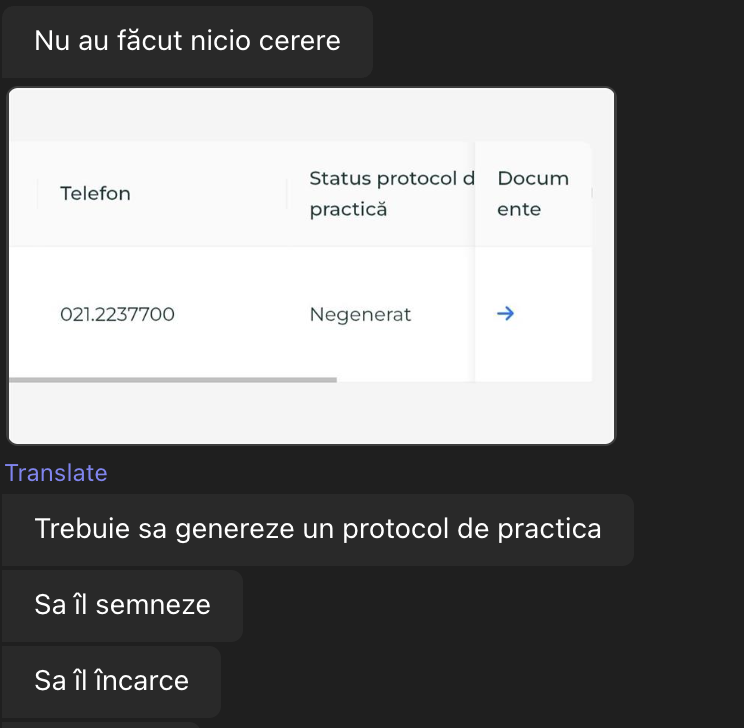 Nu au făcut nicio cerere
Telefon
Status protocol d
practică
Docum
ente
021.2237700
Negenerat
→
Translate
Trebuie sa genereze un protocol de practica
Sa îl semneze
Sa îl încarce